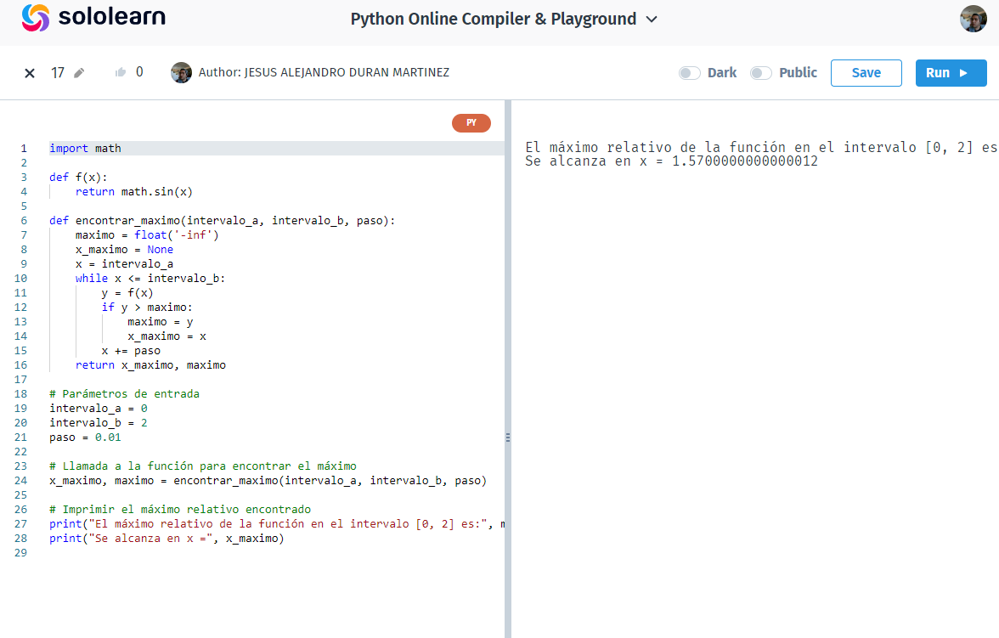 sololearn
Python Online Compiler & Playground
17
0
Author: JESUS ALEJANDRO DURAN MARTINEZ
Dark
Public
Save
Run
PY
1 import math
2
3 def f(x):
4 return math.sin(x)
5
6 def encontrar_maximo(intervalo_a, intervalo_b, paso):
7 maximo = float('-inf')
8 x_maximo = None
9 x = intervalo_a
10 while x <= intervalo_b:
11 y = f(x)
12 if y > maximo:
13 maximo = y
14 x_maximo = x
15 x += paso
16 return x_maximo, maximo
17
18 # Parámetros de entrada
19 intervalo_a = 0
20 intervalo_b = 2
21 paso = 0.01
22
23 # Llamada a la función para encontrar el máximo
24 x_maximo, maximo = encontrar_maximo(intervalo_a, intervalo_b, paso)
25
26 # Imprimir el máximo relativo encontrado
27 print("El máximo relativo de la función en el intervalo [0, 2] es:",
28 print("Se alcanza en x =", x_maximo)
29
El máximo relativo de la función en el intervalo [0, 2] es
Se alcanza en x = 1.5700000000000012